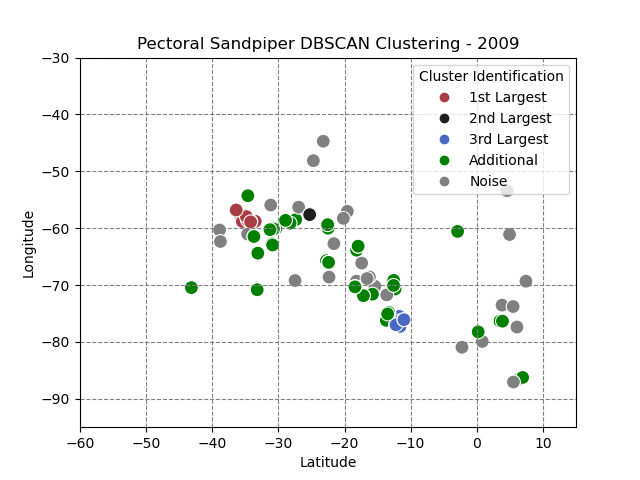 Pectoral Sandpiper DBSCAN Clustering - 2009
Cluster Identification
1st Largest
2nd Largest
3rd Largest
Additional
Noise
−30
−40
−50
−60
−70
−80
−90
Longitude
−60
−50
−40
−30
−20
−10
0
10
Latitude